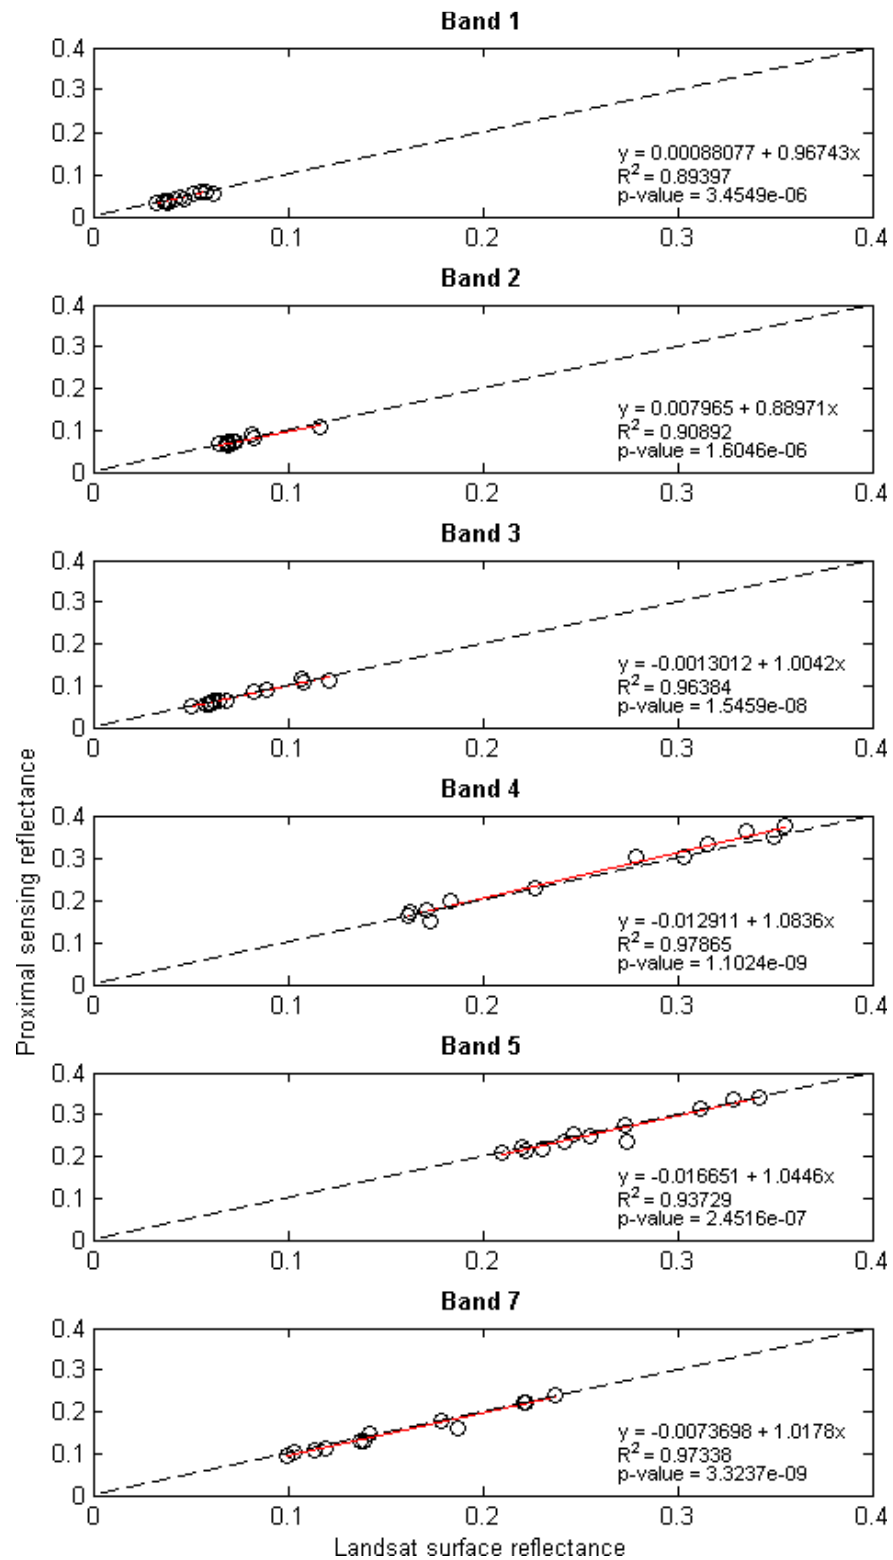 Band 1
0.4
0.3
0.2
0.1
0
y = 0.00088077 + 0.96743x
R² = 0.89397
p-value = 3.4549e-06
0 0.1 0.2 0.3 0.4
Band 2
0.4
0.3
0.2
0.1
0
y = 0.007965 + 0.88971x
R² = 0.90892
p-value = 1.6046e-06
0 0.1 0.2 0.3 0.4
Band 3
0.4
0.3
0.2
0.1
0
y = -0.0013012 + 1.0042x
R² = 0.96384
p-value = 1.5459e-08
0 0.1 0.2 0.3 0.4
Proximal sensing reflectance
Band 4
0.4
0.3
0.2
0.1
0
y = -0.012911 + 1.0836x
R² = 0.97865
p-value = 1.1024e-09
0 0.1 0.2 0.3 0.4
Band 5
0.4
0.3
0.2
0.1
0
y = -0.016651 + 1.0446x
R² = 0.93729
p-value = 2.4516e-07
0 0.1 0.2 0.3 0.4
Band 7
0.4
0.3
0.2
0.1
0
y = -0.0073698 + 1.0178x
R² = 0.97338
p-value = 3.3237e-09
0 0.1 0.2 0.3 0.4
Landsat surface reflectance